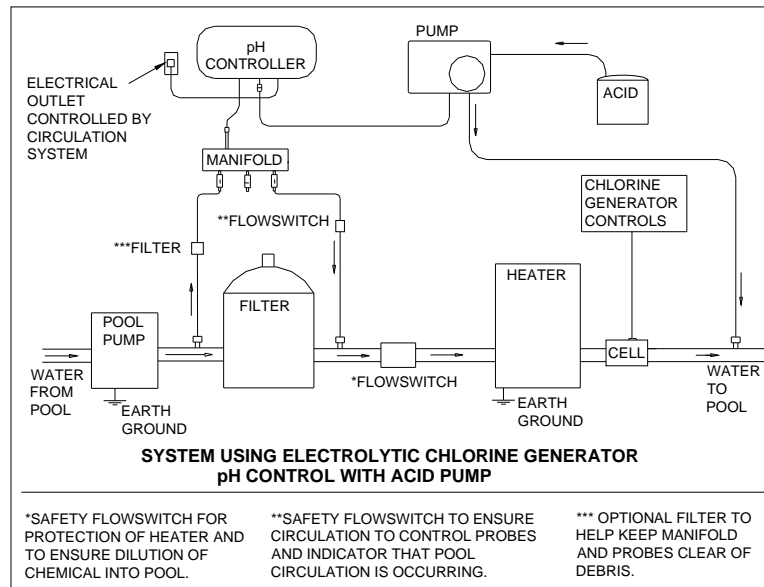 pH
CONTROLLER
PUMP
ELECTRICAL
OUTLET
CONTROLLED BY
CIRCULATION
SYSTEM
ACID
MANIFOLD
CHLORINE
GENERATOR
CONTROLS
**FLOWSWITCH
***FILTER
HEATER
FILTER
POOL
PUMP
CELL
*FLOWSWITCH
WATER
FROM
POOL
EARTH
GROUND
EARTH
GROUND
WATER
TO
POOL
SYSTEM USING ELECTROLYTIC CHLORINE GENERATOR
pH CONTROL WITH ACID PUMP
*SAFETY FLOWSWITCH FOR
PROTECTION OF HEATER AND
TO ENSURE DILUTION OF
CHEMICAL INTO POOL.
**SAFETY FLOWSWITCH TO ENSURE
CIRCULATION TO CONTROL PROBES
AND INDICATOR THAT POOL
CIRCULATION IS OCCURRING.
*** OPTIONAL FILTER TO
HELP KEEP MANIFOLD
AND PROBES CLEAR OF
DEBRIS.